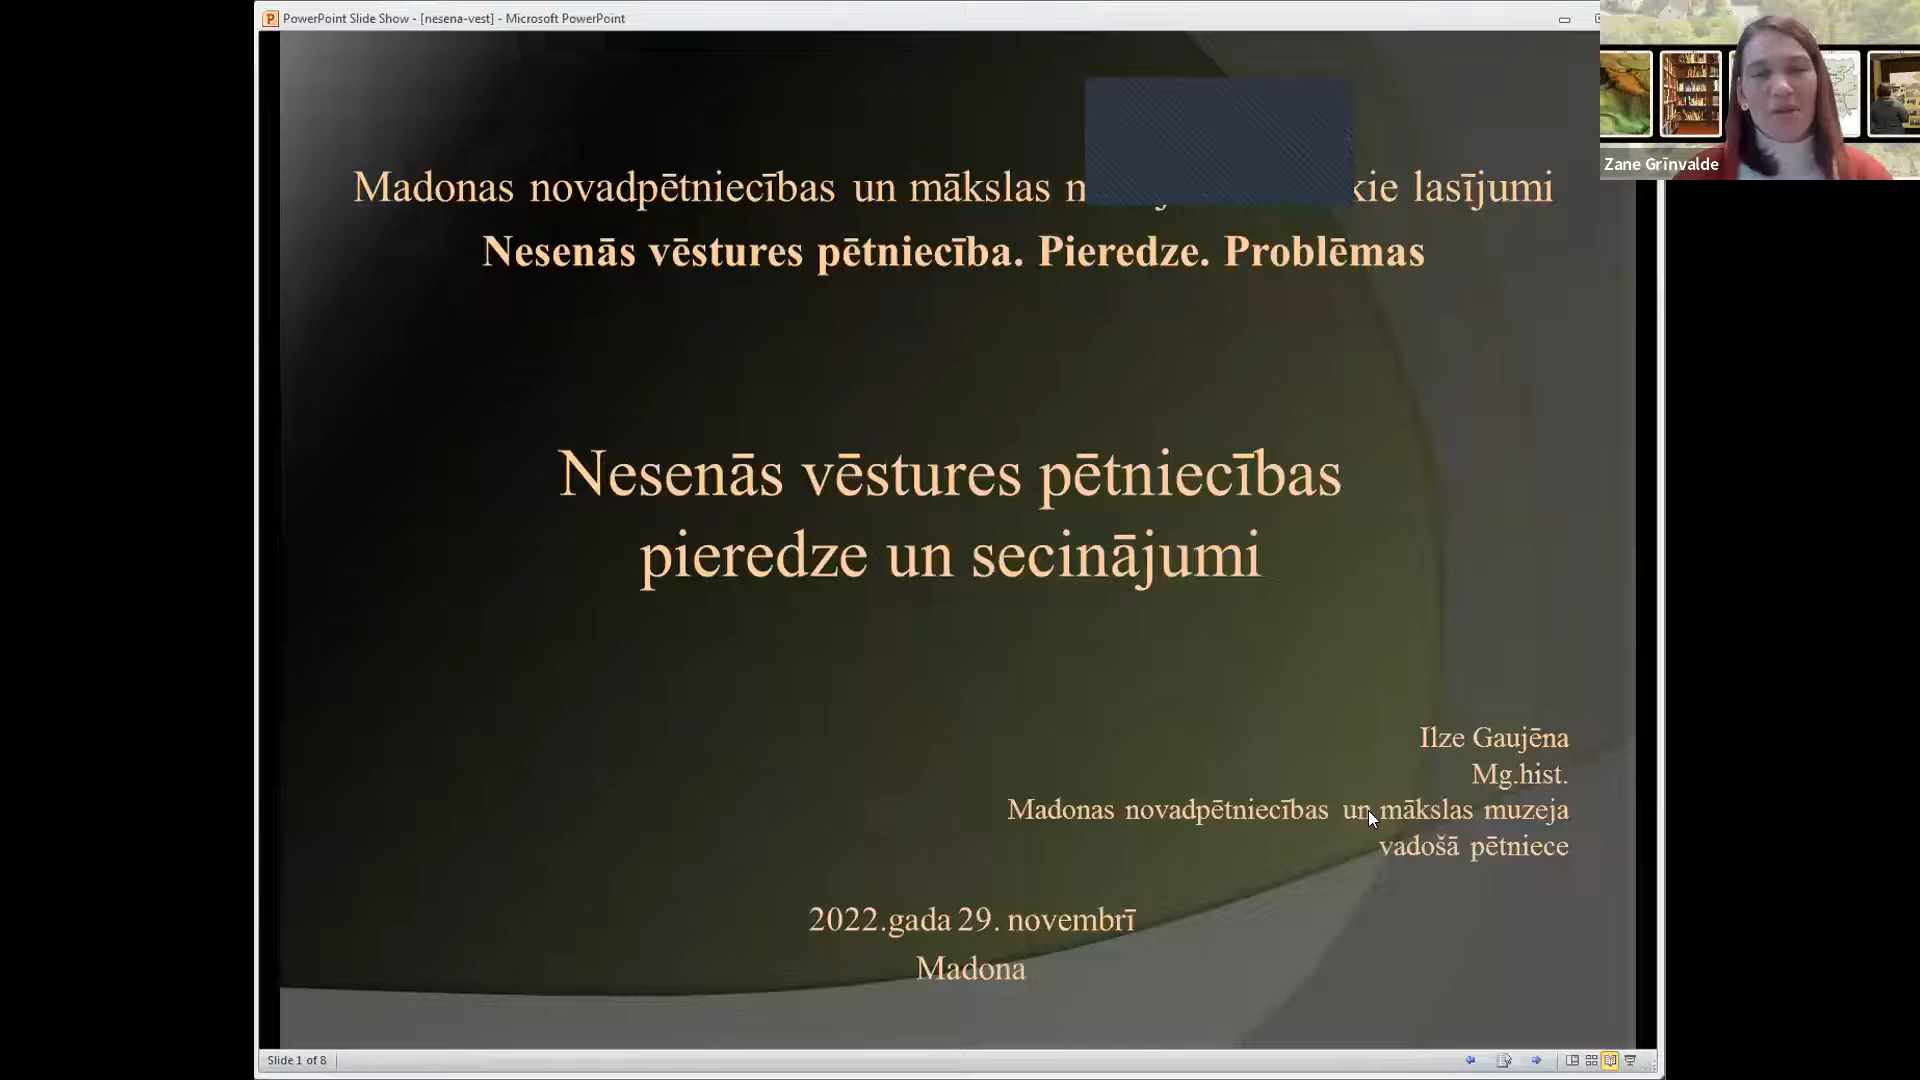 PowerPoint Slide Show - [nesena-vest] - Microsoft PowerPoint
Zane Grīnvalde
Madonas novadpētniecības un mākslas lasījumi
Nesenās vēstures pētniecība. Pieredze. Problēmas
Nesenās vēstures pētniecības
pieredze un secinājumi
Ilze Gaujēna
Mg.hist.
Madonas novadpētniecības un mākslas muzeja
vadošā pētniece
2022.gada 29. novembrī
Madona
Slide 1 of 8